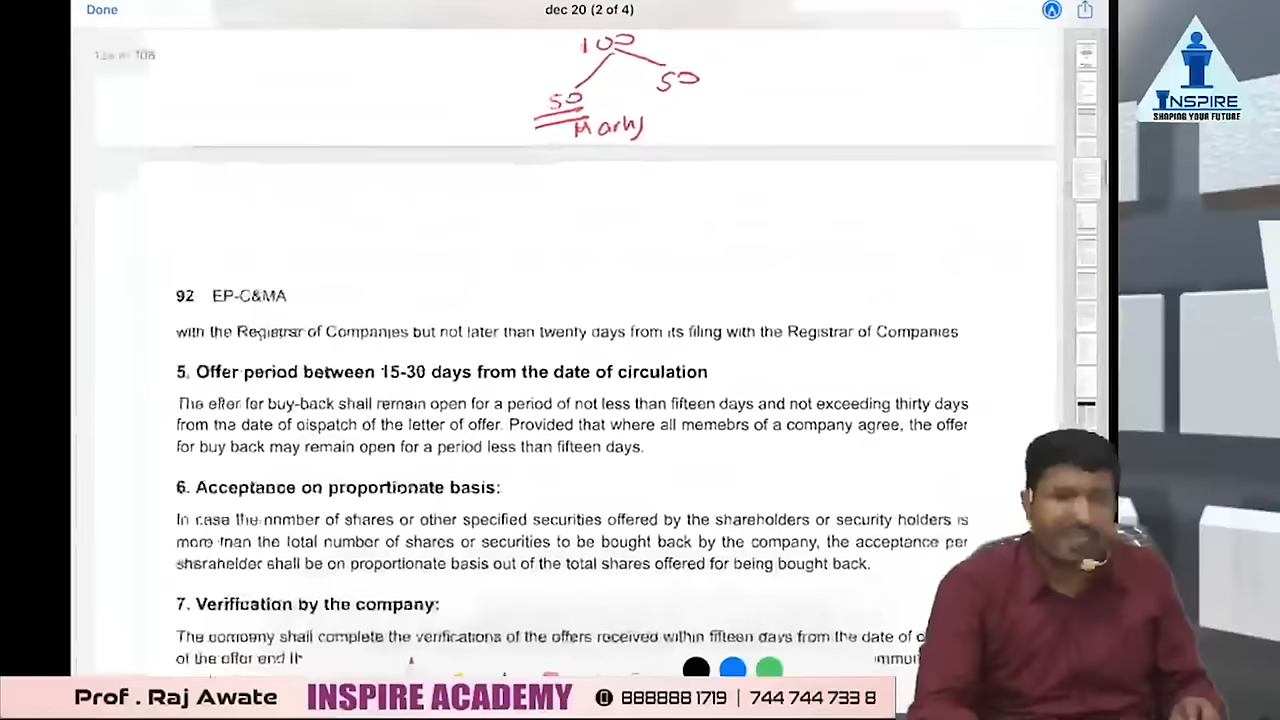 Done
dec 20 (2 of 4)
100
50
50
Marks
INSPIRE
SHAPING YOUR FUTURE
92 EP-C&MA
with the Registrar of Companies but not later than twenty days from its filing with the Registrar of Companies
5. Offer period between 15-30 days from the date of circulation
The offer for buy-back shall remain open for a period of not less than fifteen days and not exceeding thirty days
from the date of dispatch of the letter of offer. Provided that where all memebrs of a company agree, the offer
for buy back may remain open for a period less than fifteen days.
6. Acceptance on proportionate basis:
In case the number of shares or other specified securities offered by the shareholders or security holders is
more than the total number of shares or securities to be bought back by the company, the acceptance per
sharaholder shall be on proportionate basis out of the total shares offered for being bought back.
7. Verification by the company:
The company shall complete the verifications of the offers received within fifteen days from the date of
of the offer and
Prof . Raj Awate INSPIRE ACADEMY 888888 1719 | 744 744 733 8